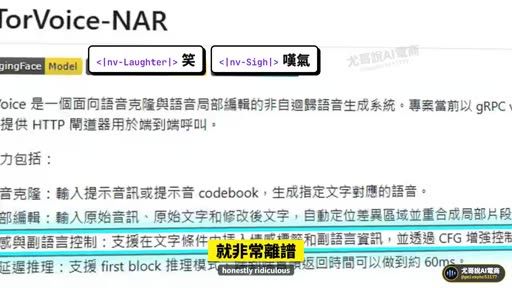 TorVoice-NAR
gingFace Model
<|nv-Laughter|> 笑
<|nv-Sigh|> 嘆氣
尤哥說AI電商
oice 是一個面向語音克隆與語音局部編輯的非自迴歸語音生成系統。專案當前以 gRPC
提供 HTTP 閘道器用於端到端呼叫。
力包括：
音克隆：輸入提示音訊或提示音 codebook，生成指定文字對應的語音。
部編輯：輸入原始音訊、原始文字和修改後文字，自動定位差異區域並重合成局部片段
感與副語言控制：支援在文字條件中插入情感標籤和副語言資訊，並透過 CFG 增強控制
延遲推理：支援 first block 推理模式
返回時間可以做到約 60ms。
就非常離譜
honestly ridiculous
尤哥說AI電商